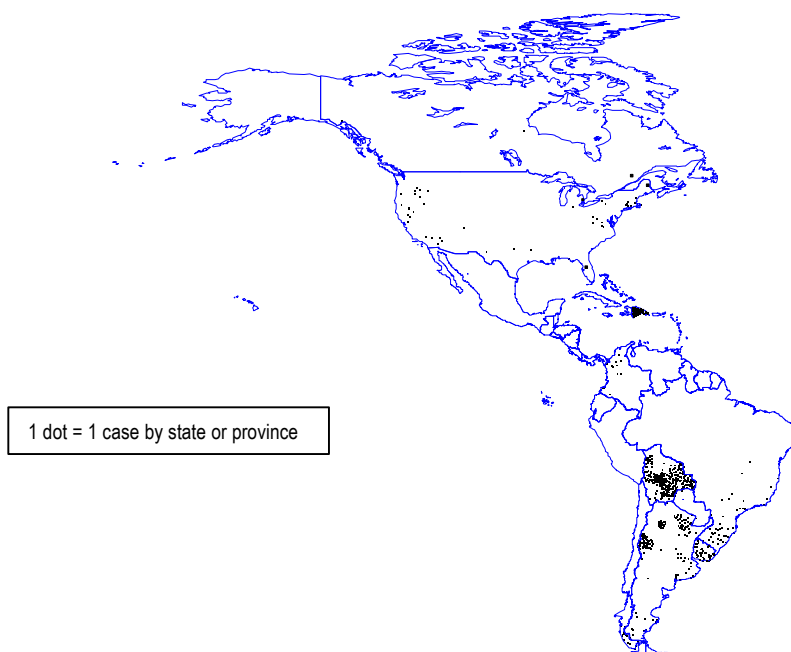 1 dot = 1 case by state or province